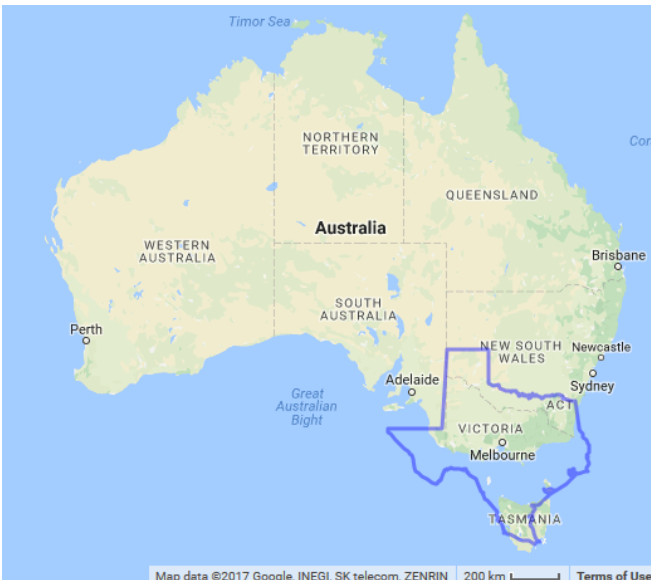 Timor Sea
Cor
NORTHERN
TERRITORY
QUEENSLAND
Australia
WESTERN
AUSTRALIA
Brisbane
SOUTH
AUSTRALIA
Perth
NEW SOUTH
WALES
Newcastle
Adelaide
Sydney
Great
Australian
Bight
ACT
VICTORIA
Melbourne
TASMANIA
Map data ©2017 Google, INEGI, SK telecom, ZENRIN 200 km Terms of Use